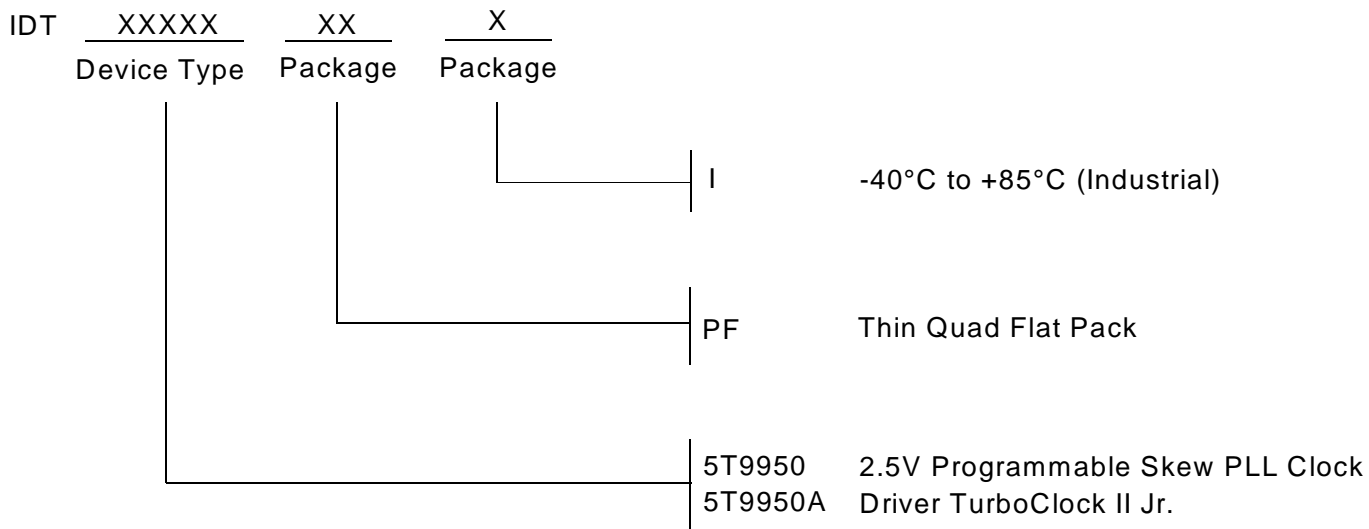 IDT XXXXX XX X
Device Type Package Package
I -40°C to +85°C (Industrial)
PF Thin Quad Flat Pack
5T9950 2.5V Programmable Skew PLL Clock
5T9950A Driver TurboClock II Jr.